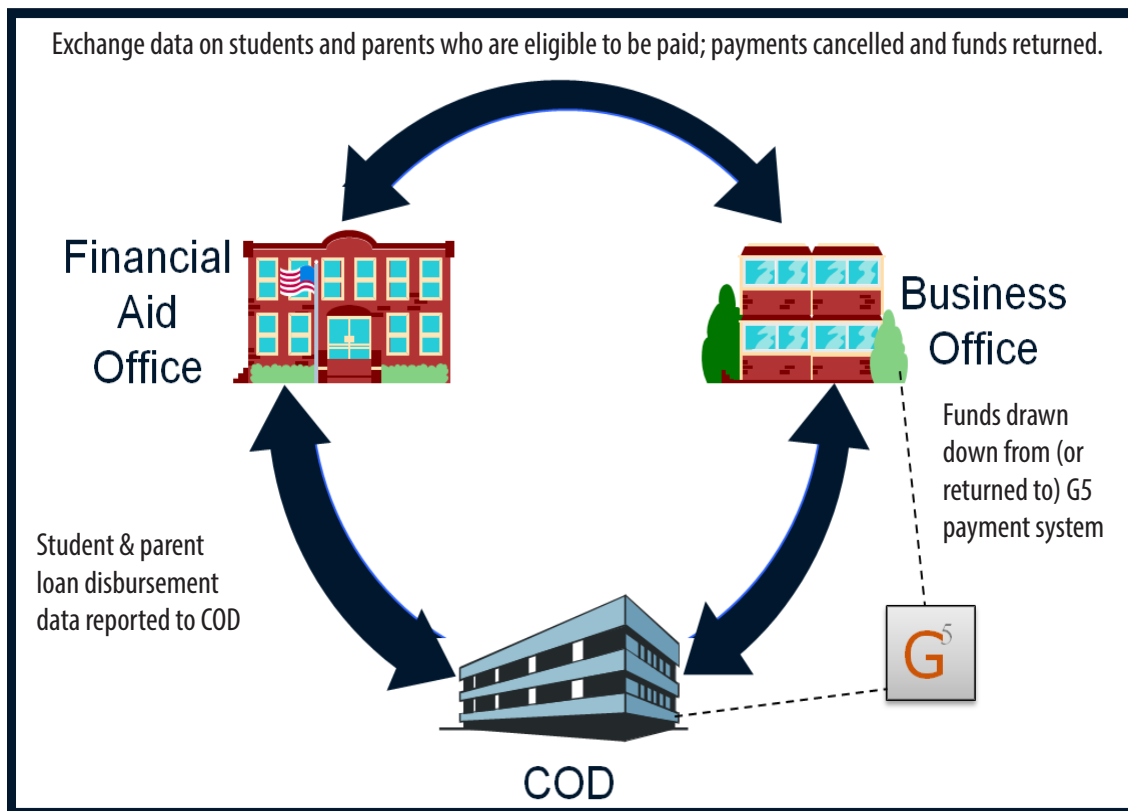 Exchange data on students and parents who are eligible to be paid; payments cancelled and funds returned.
Financial
Aid
Office
Business
Office
Funds drawn
down from (or
returned to) G5
payment system
Student & parent
loan disbursement
data reported to COD
G5
COD